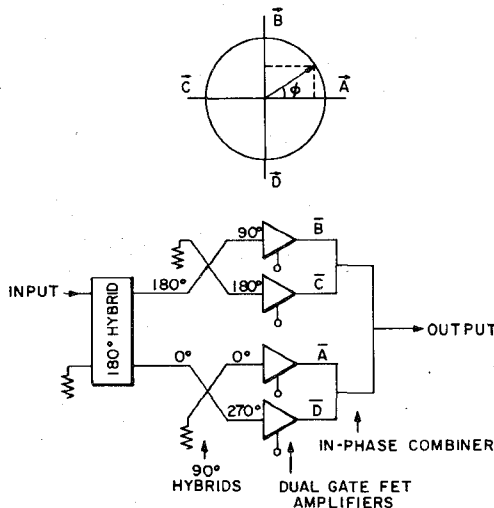 B
C
A
ϕ
D
90°
B
INPUT
180° HYBRID
180°
180°
C
OUTPUT
0°
0°
A
270°
D
IN-PHASE COMBINER
90°
HYBRIDS
DUAL GATE FET
AMPLIFIERS